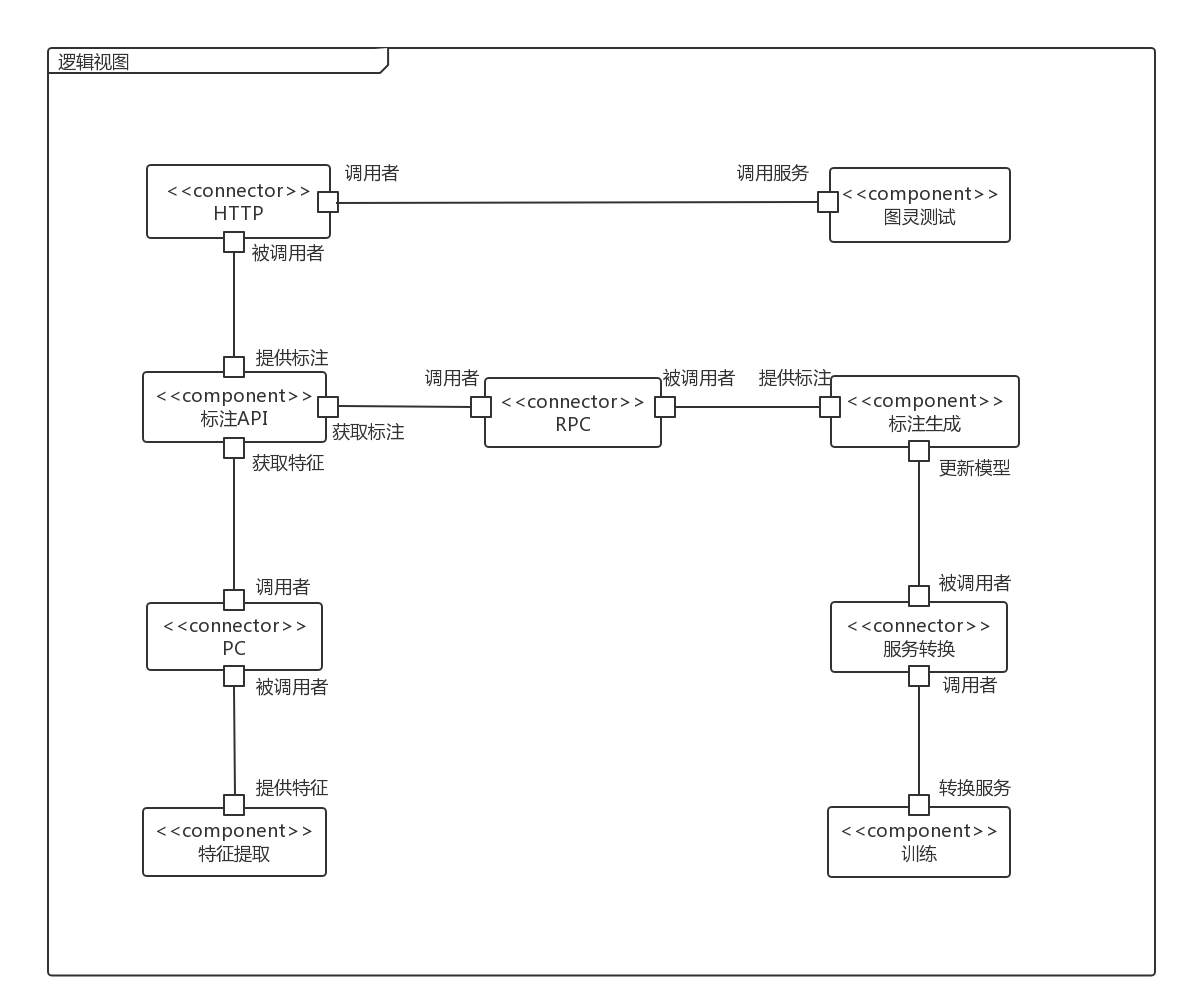 逻辑视图
调用者
调用服务
<<connector>>
HTTP
<<component>>
图灵测试
被调用者
提供标注
调用者
被调用者
提供标注
<<component>>
标注API
<<connector>>
RPC
<<component>>
标注生成
获取标注
获取特征
更新模型
调用者
被调用者
<<connector>>
PC
<<connector>>
服务转换
被调用者
调用者
提供特征
转换服务
<<component>>
特征提取
<<component>>
训练